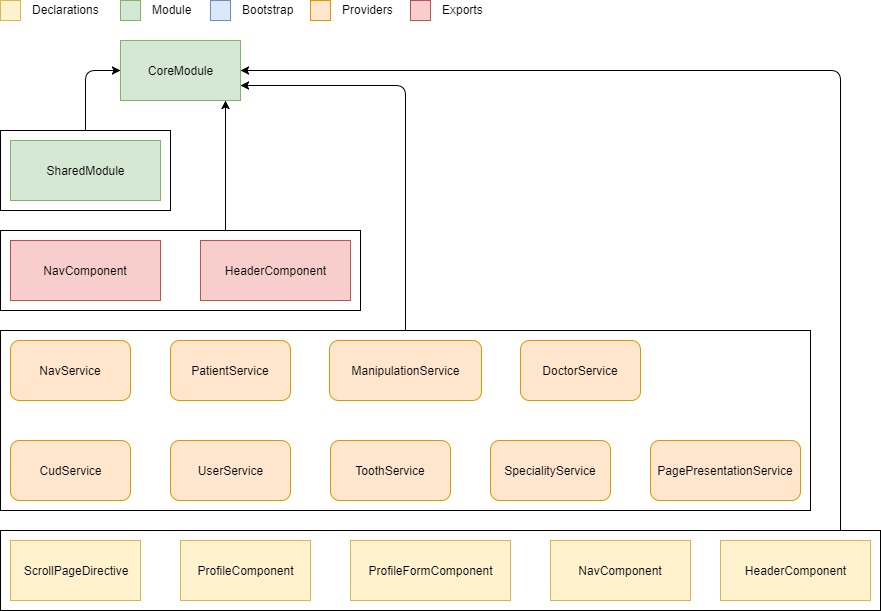 Declarations Module Bootstrap Providers Exports
CoreModule
SharedModule
NavComponent HeaderComponent
NavService PatientService ManipulationService DoctorService
CudService UserService ToothService SpecialityService PagePresentationService
ScrollPageDirective ProfileComponent ProfileFormComponent NavComponent HeaderComponent